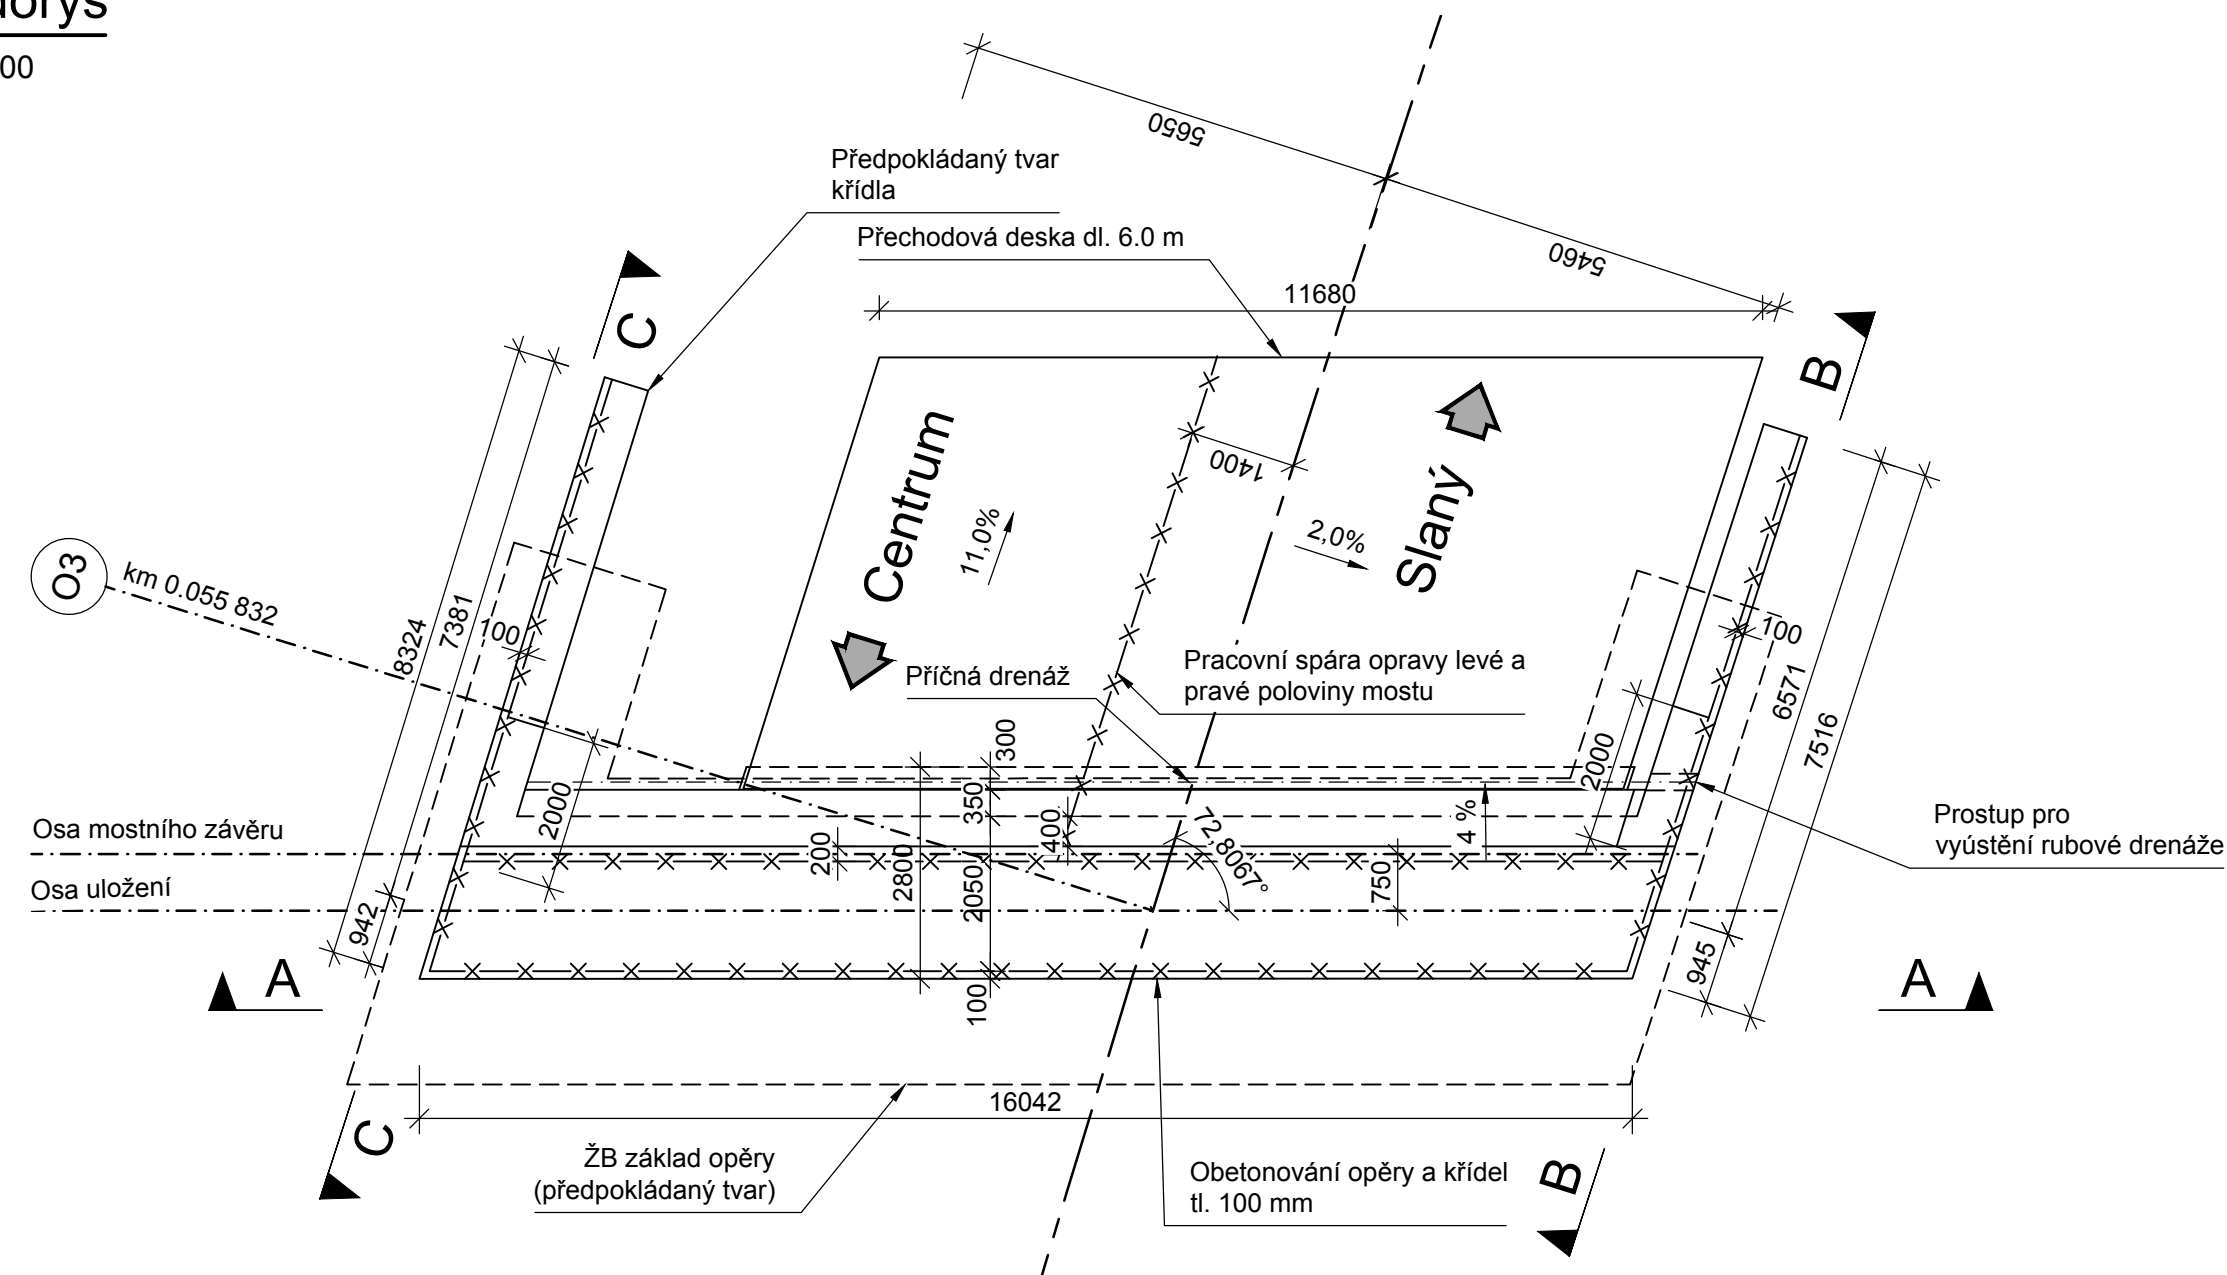 5650
Předpokládaný tvar
křídla
Přechodová deska dl. 6.0 m
5460
11680
C
B
1400
Centrum
11,0%
2,0%
Slaný
O3
km 0.055 832
8324
7381
100
100
6571
7516
Příčná drenáž
Pracovní spára opravy levé a
pravé poloviny mostu
300
2000
2000
350
400
4 %
72,8067°
Prostup pro
vyústění rubové drenáže
Osa mostního závěru
200
2800
2050
750
Osa uložení
942
945
A
A
100
16042
C
ŽB základ opěry
(předpokládaný tvar)
Obetonování opěry a křídel
tl. 100 mm
B